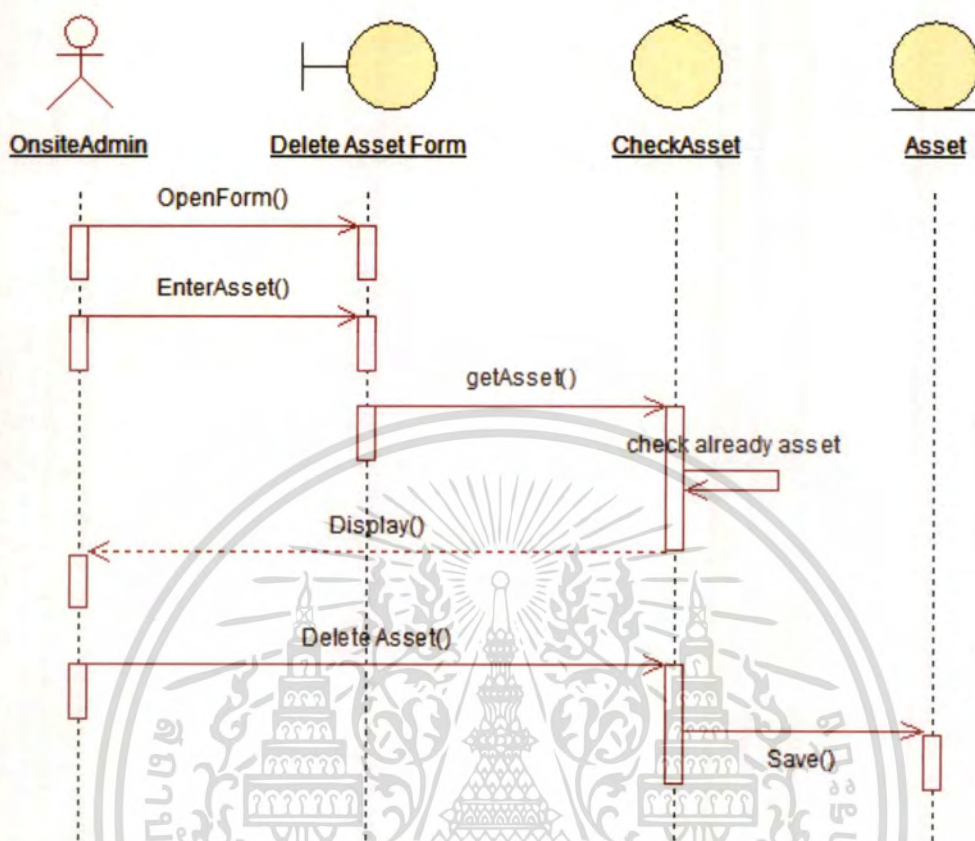 OnsiteAdmin
Delete Asset Form
CheckAsset
Asset
OpenForm()
EnterAsset()
getAsset()
check already asset
Display()
Delete Asset()
Save()